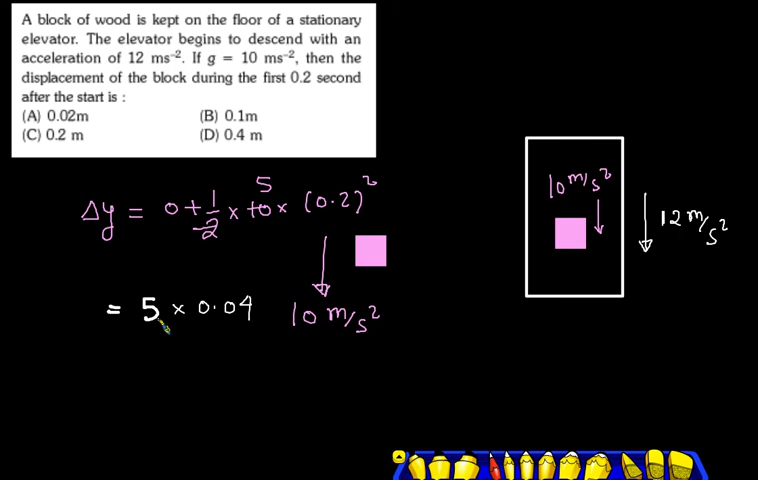 A block of wood is kept on the floor of a stationary
elevator. The elevator begins to descend with an
acceleration of 12 ms⁻². If g = 10 ms⁻², then the
displacement of the block during the first 0.2 second
after the start is :
(A) 0.02m (B) 0.1m
(C) 0.2 m (D) 0.4 m
10 m/s²
12 m/s²
5
Δy = 0 + 1/2 x 10 x (0.2)²
= 5 x 0.04
10 m/s²